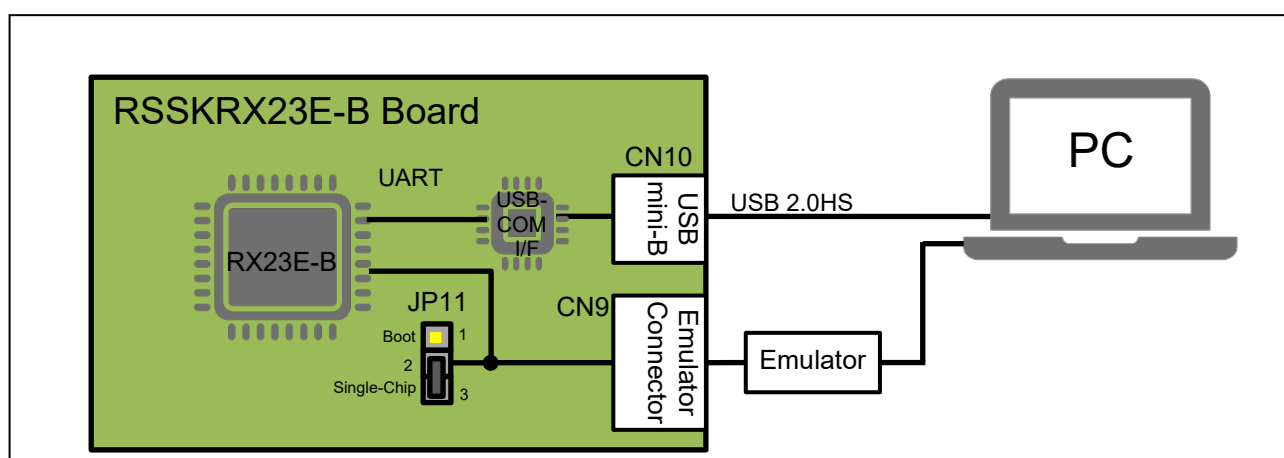 RSSKRX23E-B Board
PC
CN10
UART
USB-
COM
I/F
USB
mini-B
USB 2.0HS
RX23E-B
JP11
CN9
Emulator
Connector
Boot
1
2
Single-Chip
3
Emulator